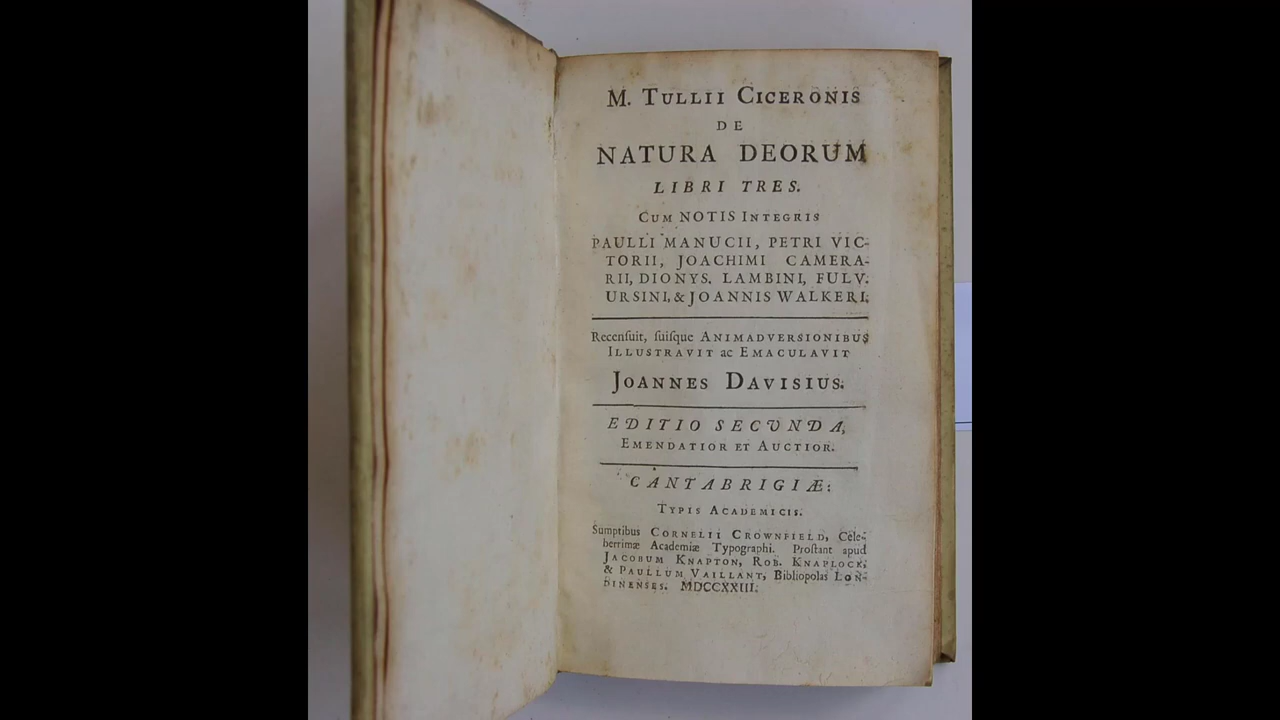 M. TULLII CICERONIS
DE
NATURA DEORUM
LIBRI TRES.
CUM NOTIS INTEGRIS
PAULLI MANUCII, PETRI VIC-
TORII, JOACHIMI CAMERA-
RII, DIONYS. LAMBINI, FULV.
URSINI, & JOANNIS WALKERI.
Recenſuit, ſuiſque ANIMADVERSIONIBUS
ILLUSTRAVIT ac EMACULAVIT
JOANNES DAVISIUS.
EDITIO SECVNDA,
EMENDATIOR ET AUCTIOR.
CANTABRIGIÆ:
TYPIS ACADEMICIS.
Sumptibus CORNELII CROWNFIELD, Cele-
berrimæ Academiæ Typographi. Proſtant apud
JACOBUM KNAPTON, ROB. KNAPLOCK,
& PAULLUM VAILLANT, Bibliopolas LON-
DINENSES. MDCCXXIII.